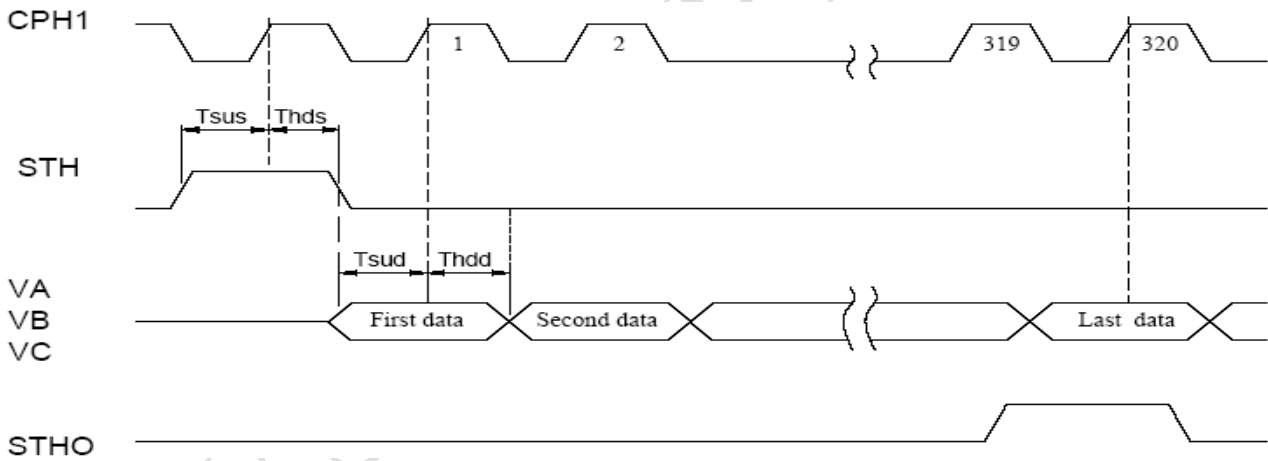 CPH1
1 2 319 320
Tsus Thds
STH
Tsud Thdd
VA
VB First data Second data Last data
VC
STHO